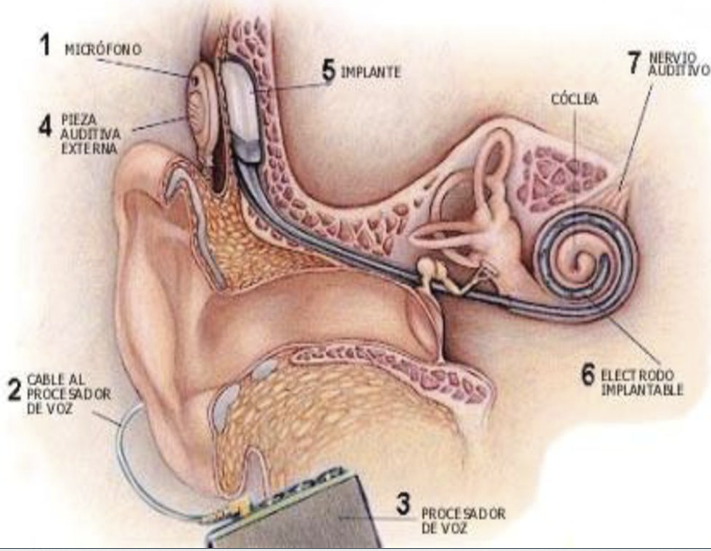 1 MICRÓFONO
4 PIEZA
AUDITIVA
EXTERNA
5 IMPLANTE
7 NERVIO
AUDITIVO
CÓCLEA
2 CABLE AL
PROCESADOR
DE VOZ
6 ELECTRODO
IMPLANTABLE
3 PROCESADOR
DE VOZ